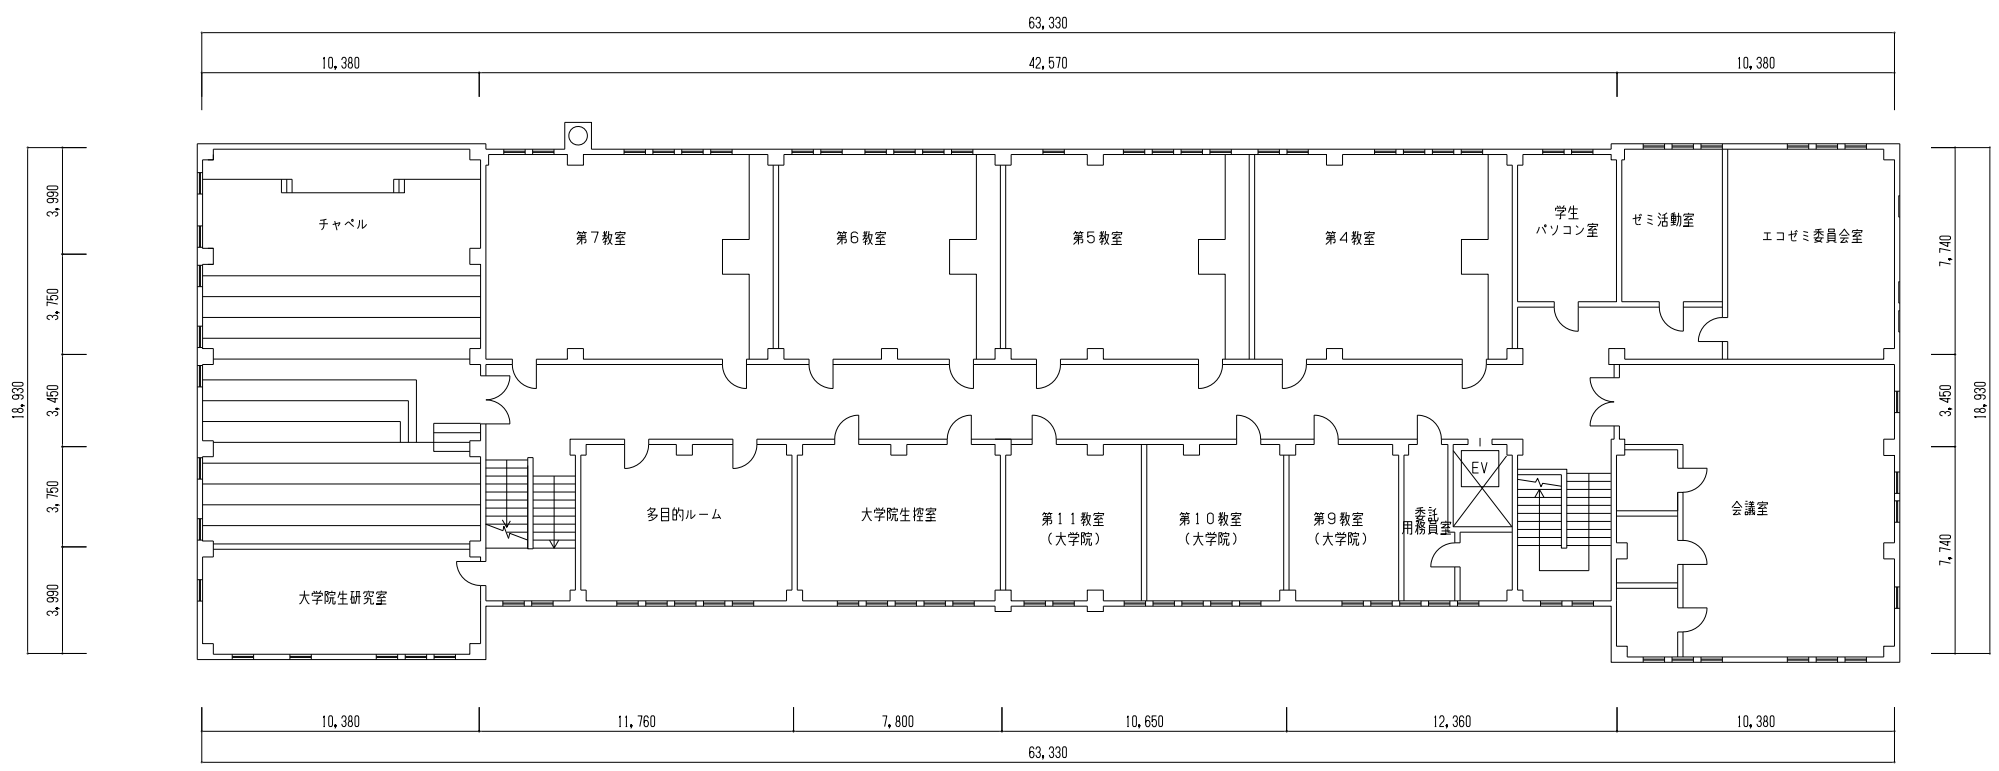 63,330
10,380
42,570
10,380
チャペル
第7教室
第6教室
第5教室
第4教室
学生
パソコン室
ゼミ活動室
エコゼミ委員会室
3,990
3,750
3,450
3,750
3,990
18,930
7,740
3,450
7,740
18,930
多目的ルーム
大学院生控室
第11教室
(大学院)
第10教室
(大学院)
第9教室
(大学院)
委託
用務員室
EV
会議室
大学院生研究室
10,380
11,760
7,800
10,650
12,360
10,380
63,330